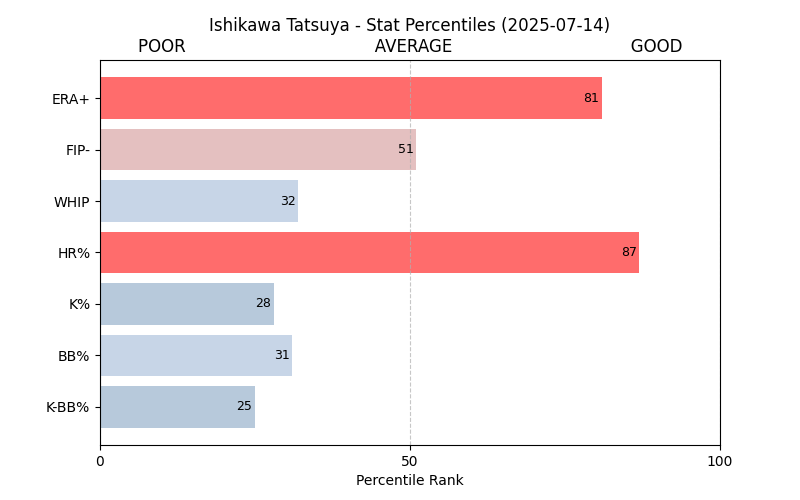 Ishikawa Tatsuya - Stat Percentiles (2025-07-14)
POOR AVERAGE GOOD
ERA+ 81
FIP- 51
WHIP 32
HR% 87
K% 28
BB% 31
K-BB% 25
0 50 100
Percentile Rank